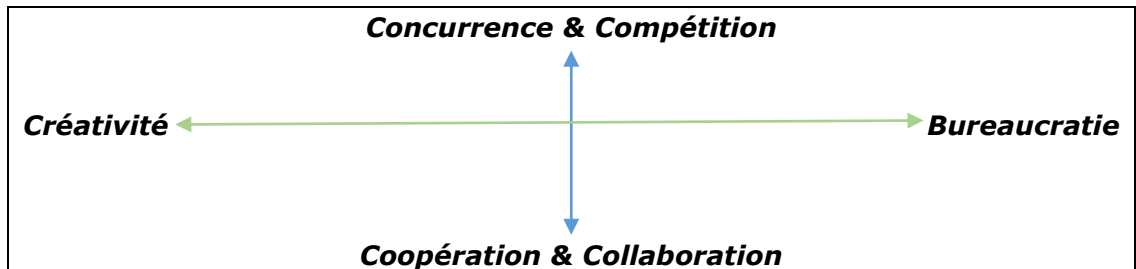 Concurrence & Compétition
Créativité
Bureaucratie
Coopération & Collaboration